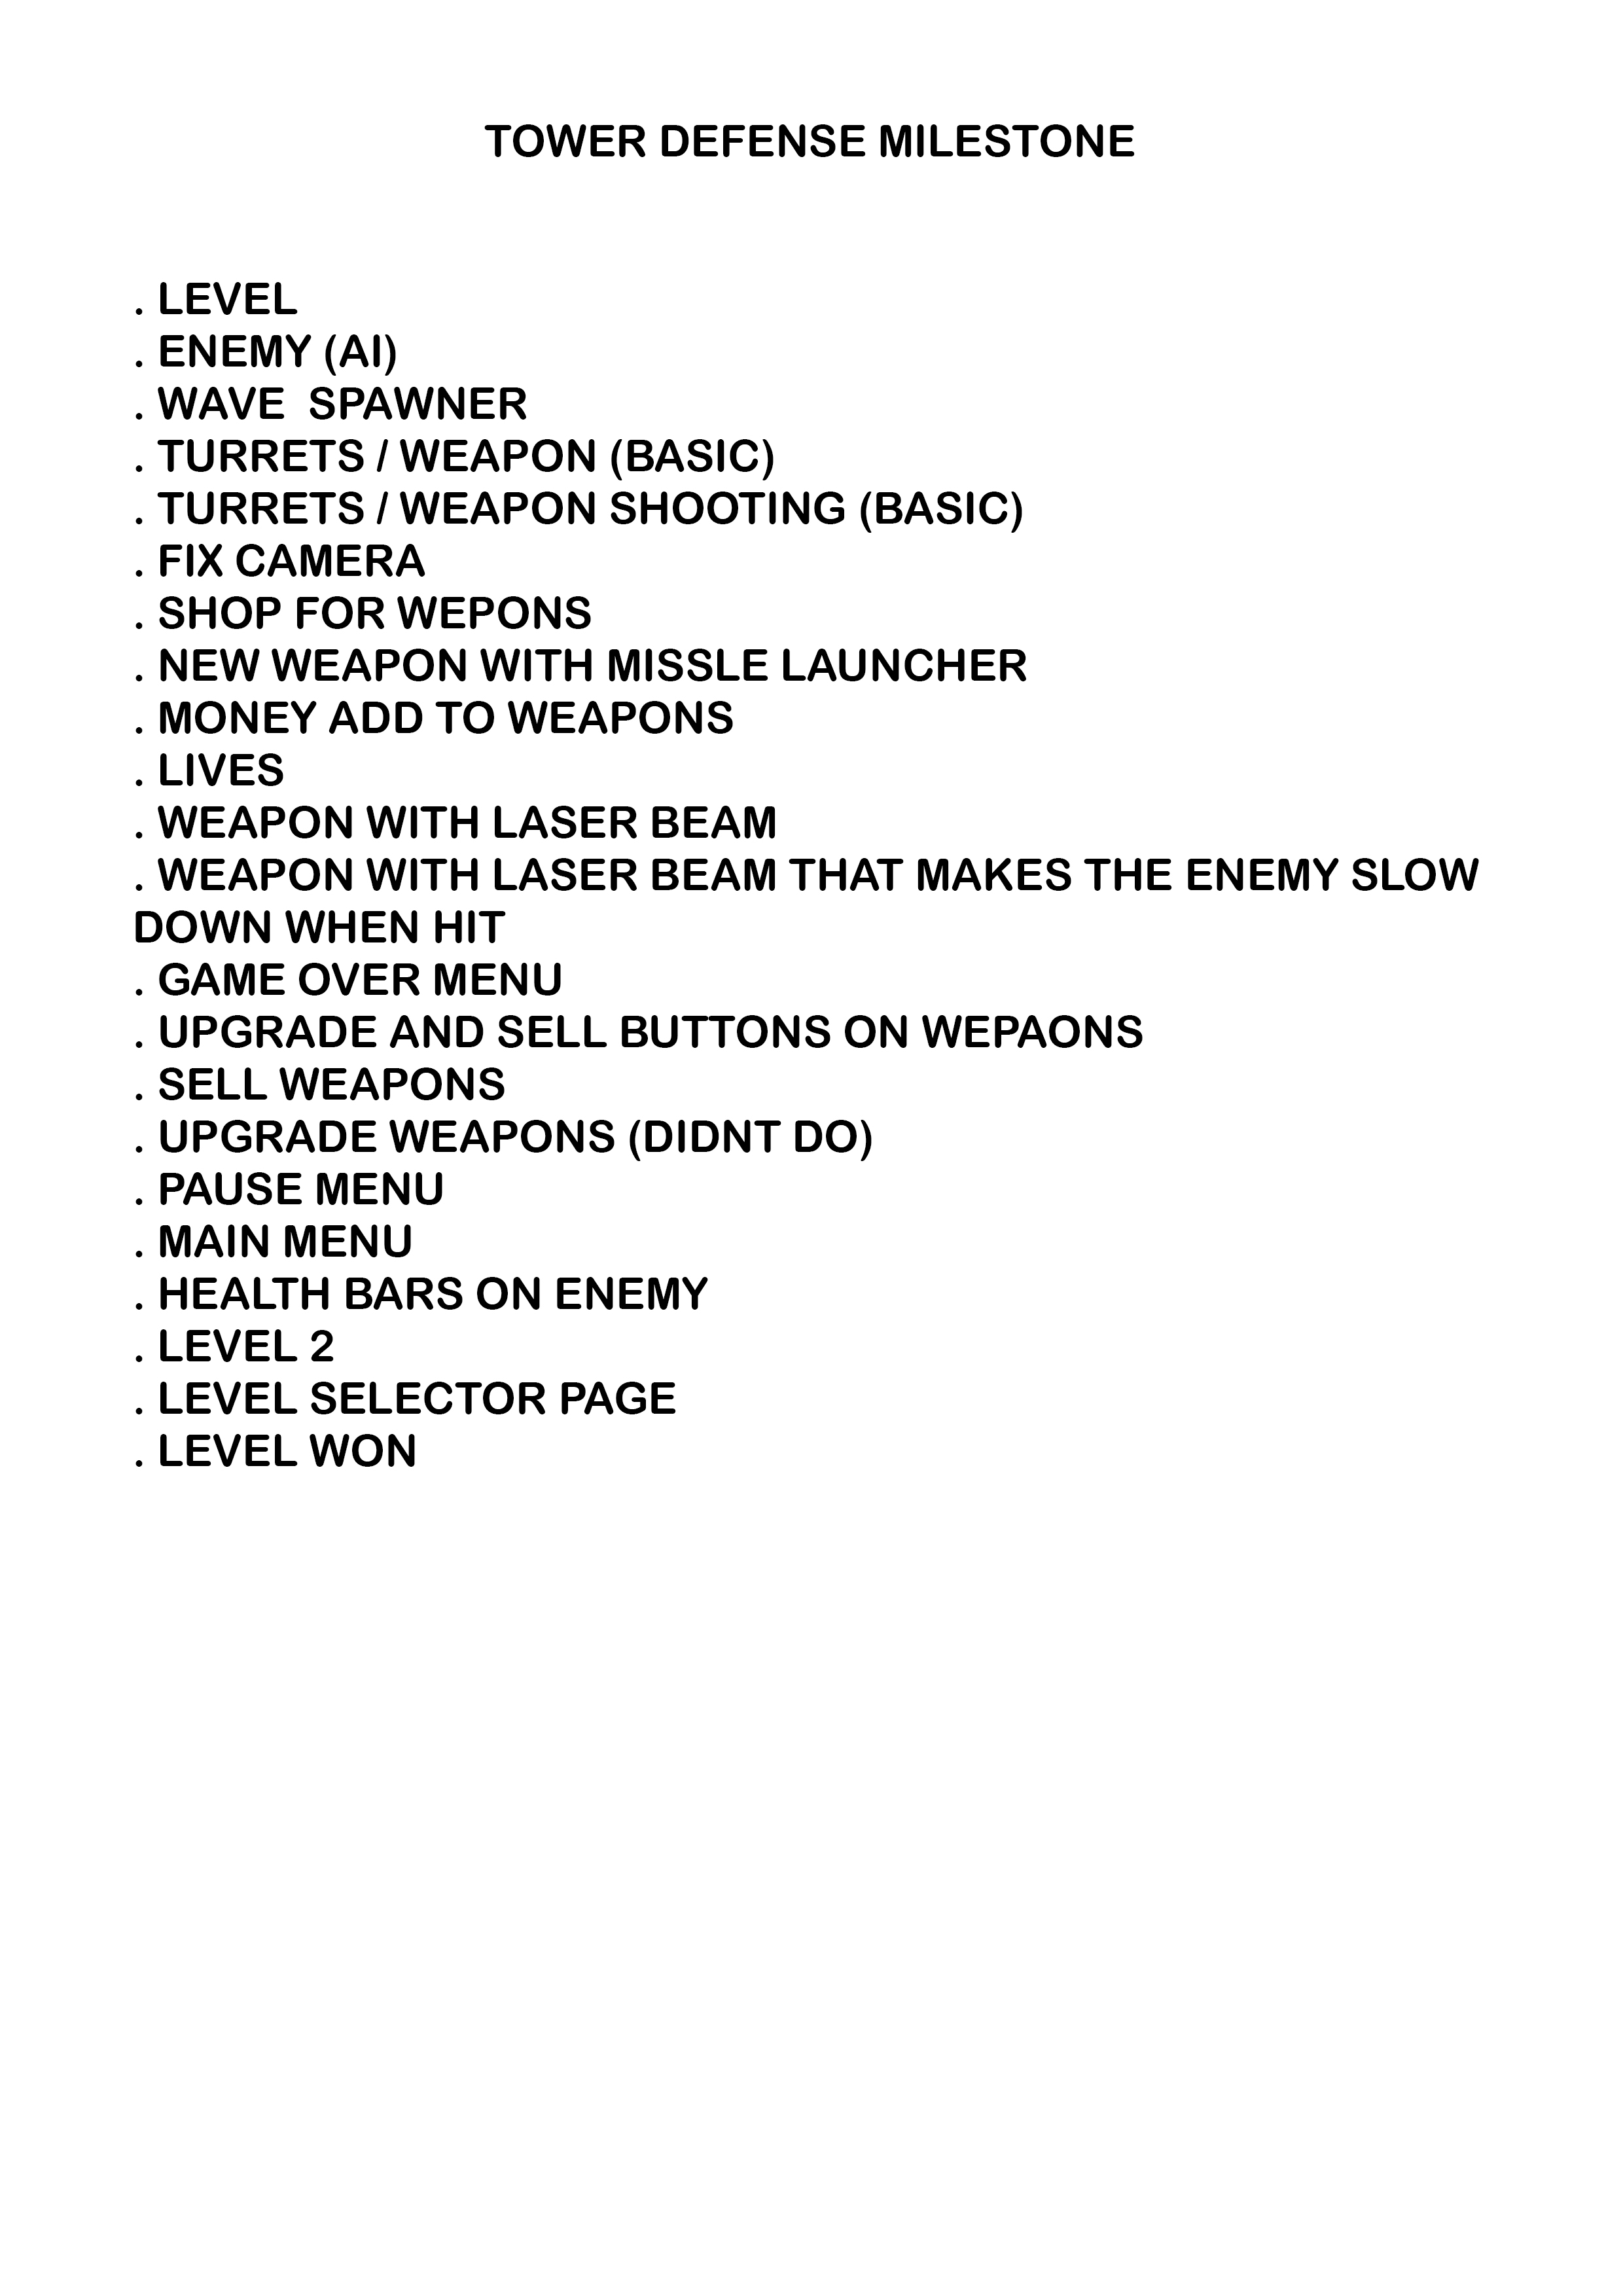 TOWER DEFENSE MILESTONE
. LEVEL
. ENEMY (AI)
. WAVE  SPAWNER
. TURRETS / WEAPON (BASIC)
. TURRETS / WEAPON SHOOTING (BASIC)
. FIX CAMERA
. SHOP FOR WEPONS
. NEW WEAPON WITH MISSLE LAUNCHER
. MONEY ADD TO WEAPONS
. LIVES
. WEAPON WITH LASER BEAM
. WEAPON WITH LASER BEAM THAT MAKES THE ENEMY SLOW
DOWN WHEN HIT
. GAME OVER MENU
. UPGRADE AND SELL BUTTONS ON WEPAONS
. SELL WEAPONS
. UPGRADE WEAPONS (DIDNT DO)
. PAUSE MENU
. MAIN MENU
. HEALTH BARS ON ENEMY
. LEVEL 2
. LEVEL SELECTOR PAGE
. LEVEL WON